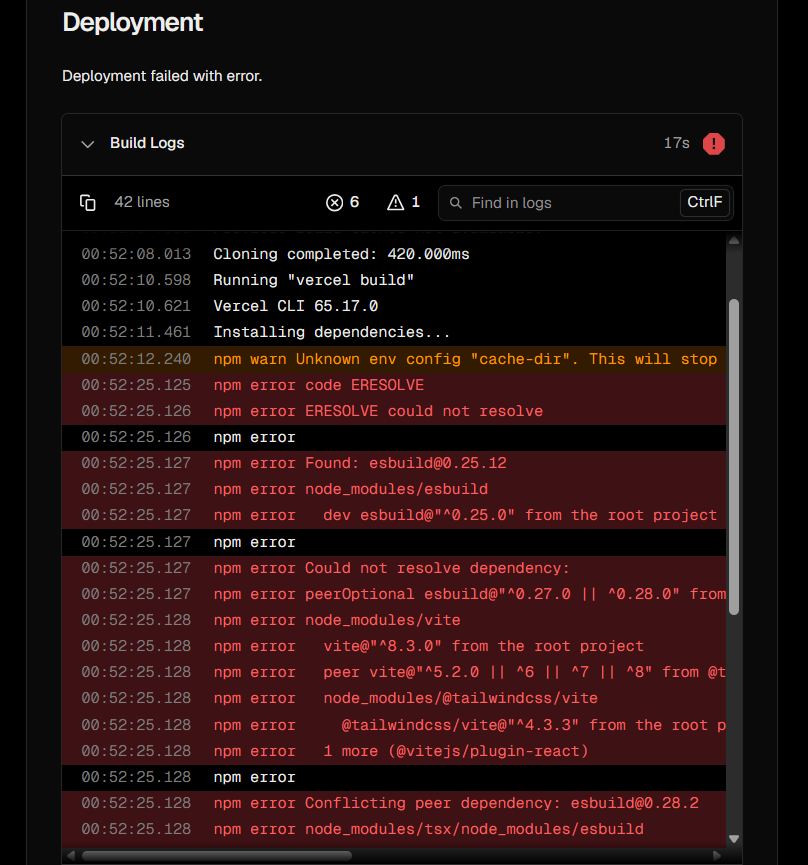 Deployment
Deployment failed with error.
Build Logs 17s
42 lines 6 1 Find in logs CtrlF
00:52:08.013 Cloning completed: 420.000ms
00:52:10.598 Running "vercel build"
00:52:10.621 Vercel CLI 65.17.0
00:52:11.461 Installing dependencies...
00:52:12.240 npm warn Unknown env config "cache-dir". This will stop
00:52:25.125 npm error code ERESOLVE
00:52:25.126 npm error ERESOLVE could not resolve
00:52:25.126 npm error
00:52:25.127 npm error Found: esbuild@0.25.12
00:52:25.127 npm error node_modules/esbuild
00:52:25.127 npm error   dev esbuild@"^0.25.0" from the root project
00:52:25.127 npm error
00:52:25.127 npm error Could not resolve dependency:
00:52:25.127 npm error peerOptional esbuild@"^0.27.0 || ^0.28.0" from
00:52:25.128 npm error node_modules/vite
00:52:25.128 npm error   vite@"^8.3.0" from the root project
00:52:25.128 npm error   peer vite@"^5.2.0 || ^6 || ^7 || ^8" from @t
00:52:25.128 npm error   node_modules/@tailwindcss/vite
00:52:25.128 npm error     @tailwindcss/vite@"^4.3.3" from the root p
00:52:25.128 npm error   1 more (@vitejs/plugin-react)
00:52:25.128 npm error
00:52:25.128 npm error Conflicting peer dependency: esbuild@0.28.2
00:52:25.128 npm error node_modules/tsx/node_modules/esbuild